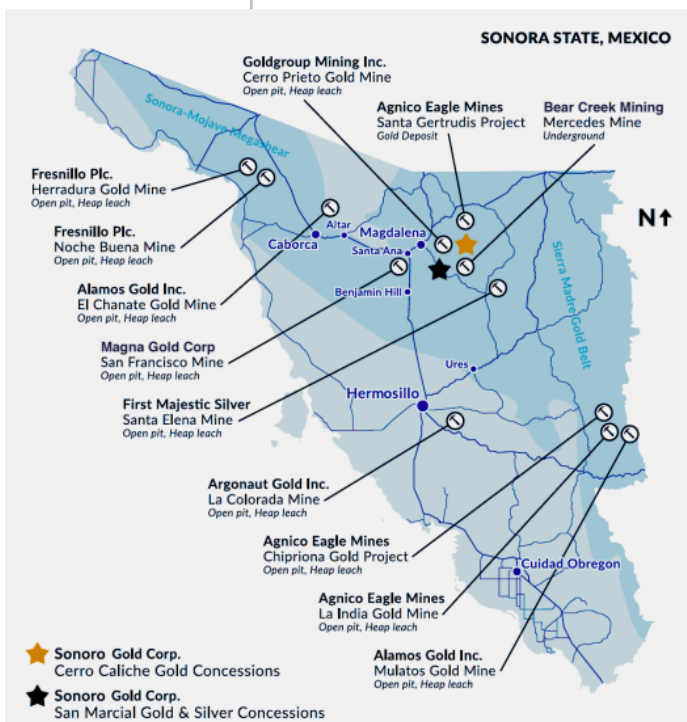 SONORA STATE, MEXICO
Goldgroup Mining Inc.
Cerro Prieto Gold Mine
Open pit, Heap leach
Agnico Eagle Mines
Santa Gertrudis Project
Gold Deposit
Bear Creek Mining
Mercedes Mine
Underground
Sonora-Mojave Megashear
Fresnillo Plc.
Herradura Gold Mine
Open pit, Heap leach
Fresnillo Plc.
Noche Buena Mine
Open pit, Heap leach
N
Altar
Caborca
Magdalena
Santa Ana
Benjamin Hill
Sierra Madre Gold Belt
Alamos Gold Inc.
El Chanate Gold Mine
Open pit, Heap leach
Magna Gold Corp
San Francisco Mine
Open pit, Heap leach
Ures
Hermosillo
First Majestic Silver
Santa Elena Mine
Open pit, Heap leach
Argonaut Gold Inc.
La Colorada Mine
Open pit, Heap leach
Agnico Eagle Mines
Chipriona Gold Project
Open pit, Heap leach
Cuidad Obregon
Agnico Eagle Mines
La India Gold Mine
Open pit, Heap leach
Alamos Gold Inc.
Mulatos Gold Mine
Open pit, Heap leach
Sonoro Gold Corp.
Cerro Caliche Gold Concessions
Sonoro Gold Corp.
San Marcial Gold & Silver Concessions